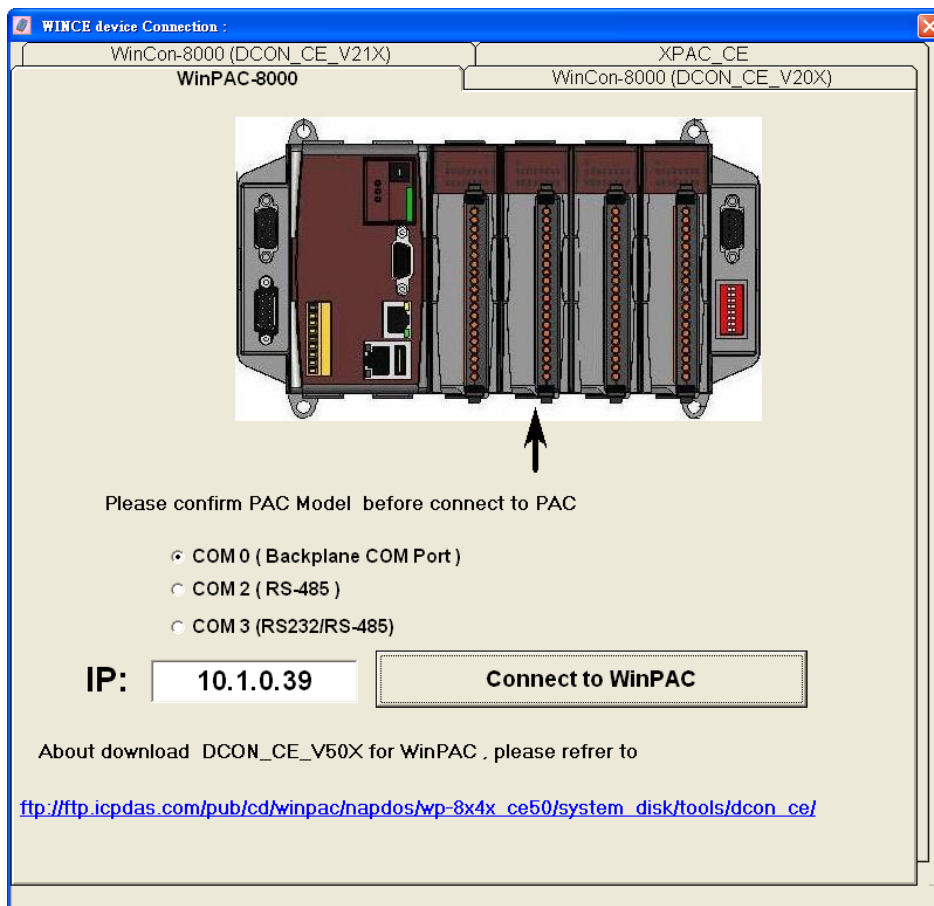 WINCE device Connection :
WinCon-8000 (DCON_CE_V21X)
XPAC_CE
WinPAC-8000
WinCon-8000 (DCON_CE_V20X)
Please confirm PAC Model before connect to PAC
COM 0 ( Backplane COM Port )
COM 2 ( RS-485 )
COM 3 (RS232/RS-485)
IP: 10.1.0.39 Connect to WinPAC
About download DCON_CE_V50X for WinPAC , please refrer to
ftp://ftp.icpdas.com/pub/cd/winpac/napdos/wp-8x4x_ce50/system_disk/tools/dcon_ce/